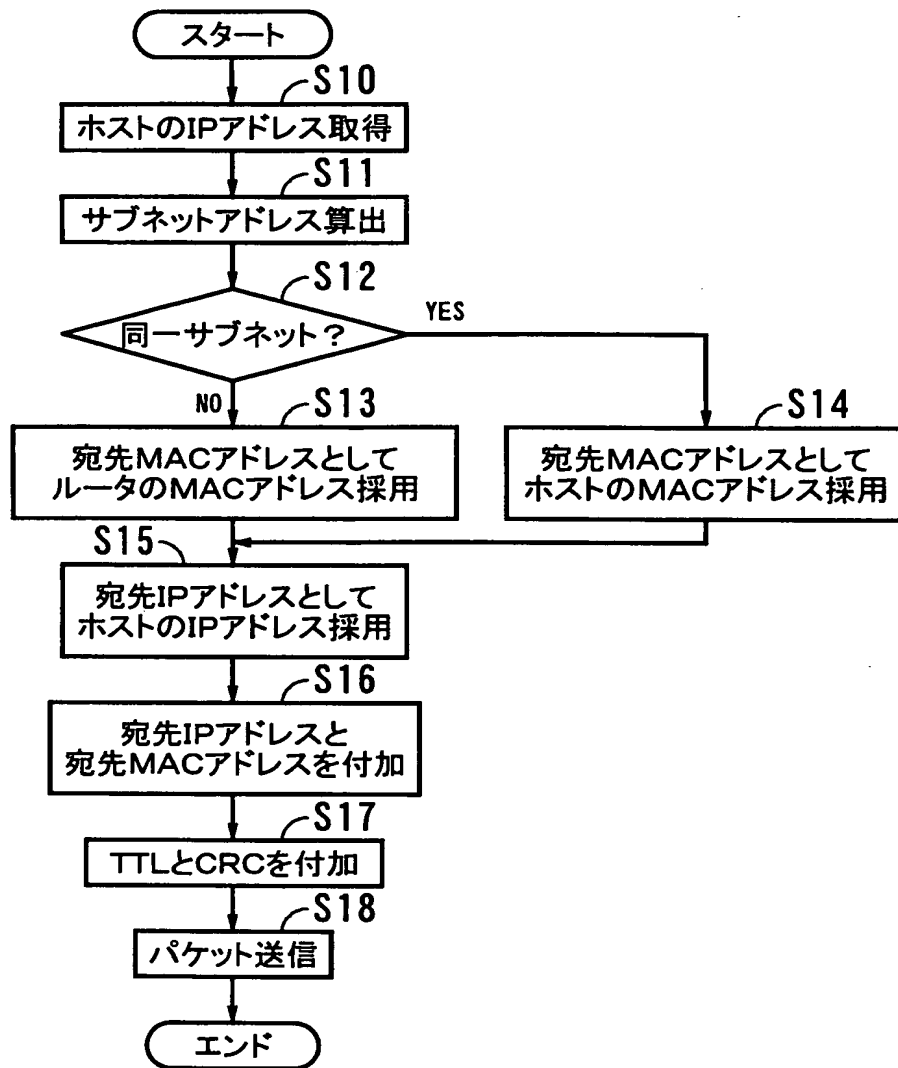 スタート
S10
ホストのIPアドレス取得
S11
サブネットアドレス算出
S12
同一サブネット?
YES
NO
S13
宛先MACアドレスとして
ルータのMACアドレス採用
S14
宛先MACアドレスとして
ホストのMACアドレス採用
S15
宛先IPアドレスとして
ホストのIPアドレス採用
S16
宛先IPアドレスと
宛先MACアドレスを付加
S17
TTLとCRCを付加
S18
パケット送信
エンド